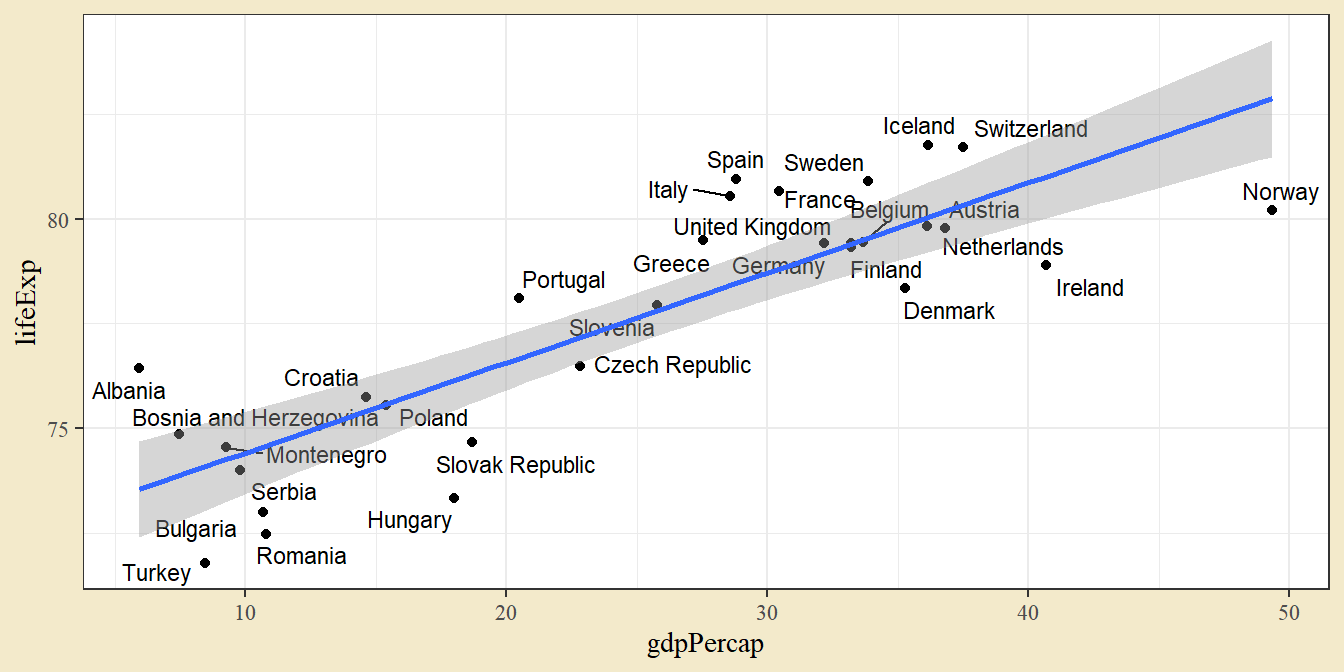 Iceland
Switzerland
Spain
Sweden
Italy
Norway
France
Belgium
Austria
80
United Kingdom
Netherlands
Greece
Germany
Finland
Portugal
Ireland
Denmark
lifeExp
Slovenia
Czech Republic
Croatia
Albania
Bosnia and Herzegovina
Poland
75
Montenegro
Slovak Republic
Serbia
Hungary
Bulgaria
Romania
Turkey
10
20
30
40
50
gdpPercap